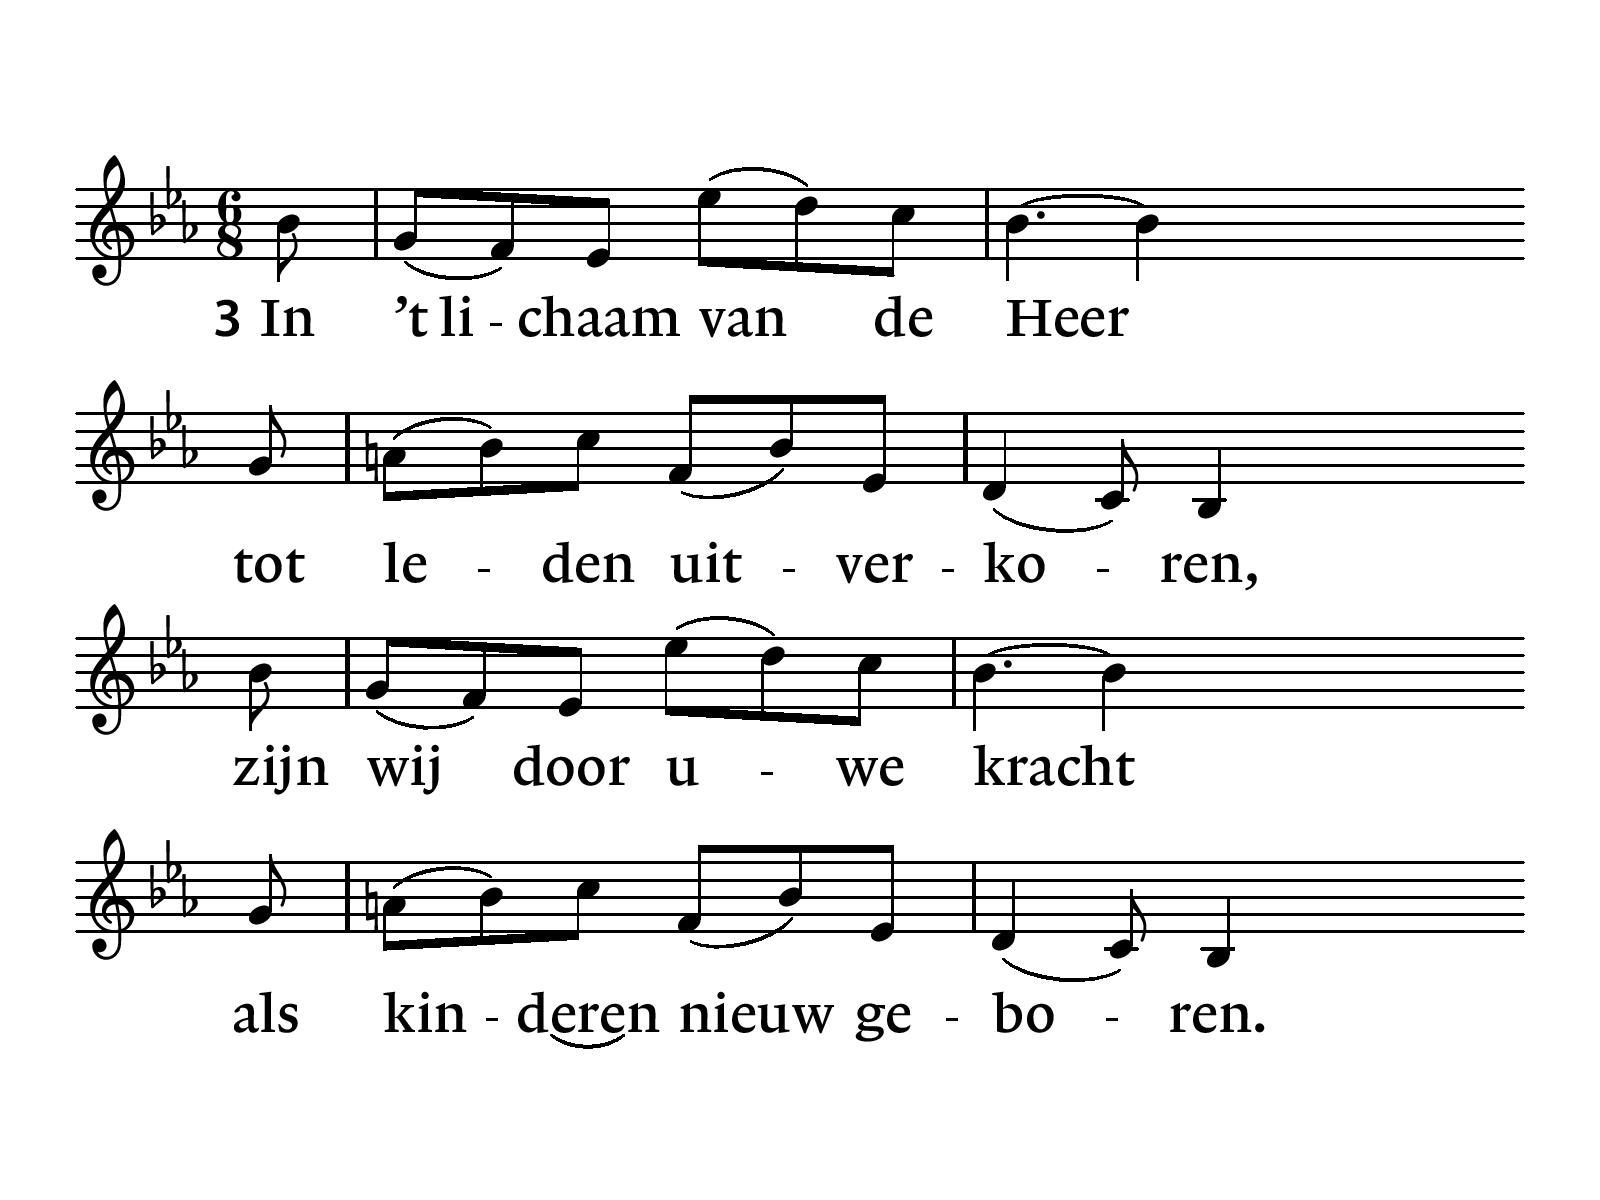 3 In ’t li - chaam van de Heer
tot le - den uit - ver - ko - ren,
zijn wij door u - we kracht
als kin - deren nieuw ge - bo - ren.